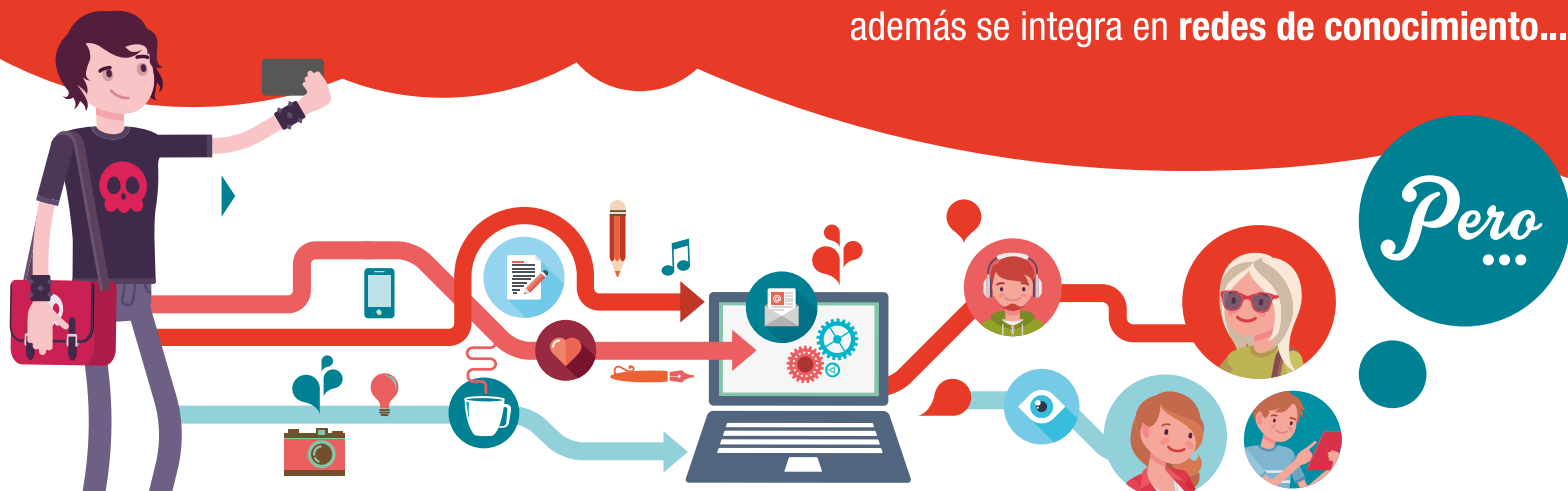 además se integra en redes de conocimiento...
Pero
...